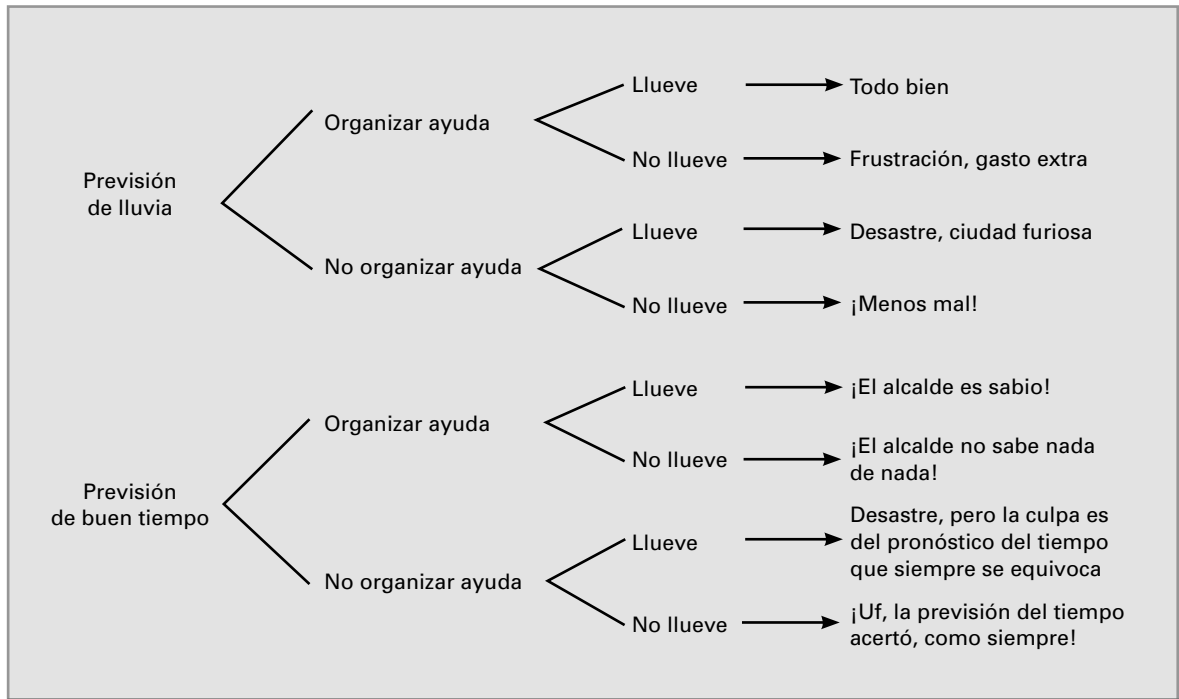 Previsión
de lluvia
Organizar ayuda
Llueve
Todo bien
No llueve
Frustración, gasto extra
No organizar ayuda
Llueve
Desastre, ciudad furiosa
No llueve
¡Menos mal!
Previsión
de buen tiempo
Organizar ayuda
Llueve
¡El alcalde es sabio!
No llueve
¡El alcalde no sabe nada
de nada!
No organizar ayuda
Llueve
Desastre, pero la culpa es
del pronóstico del tiempo
que siempre se equivoca
No llueve
¡Uf, la previsión del tiempo
acertó, como siempre!